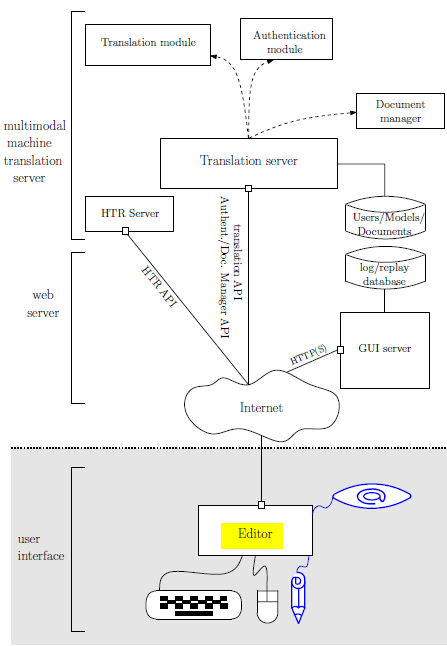 Translation module
Authentication
module
Document
manager
multimodal
machine
translation
server
Translation server
HTR Server
Users/Models/
Documents
translation API
Authent./Doc. Manager API
HTR API
log/replay
database
web
server
HTTP(S)
GUI server
Internet
user
interface
Editor